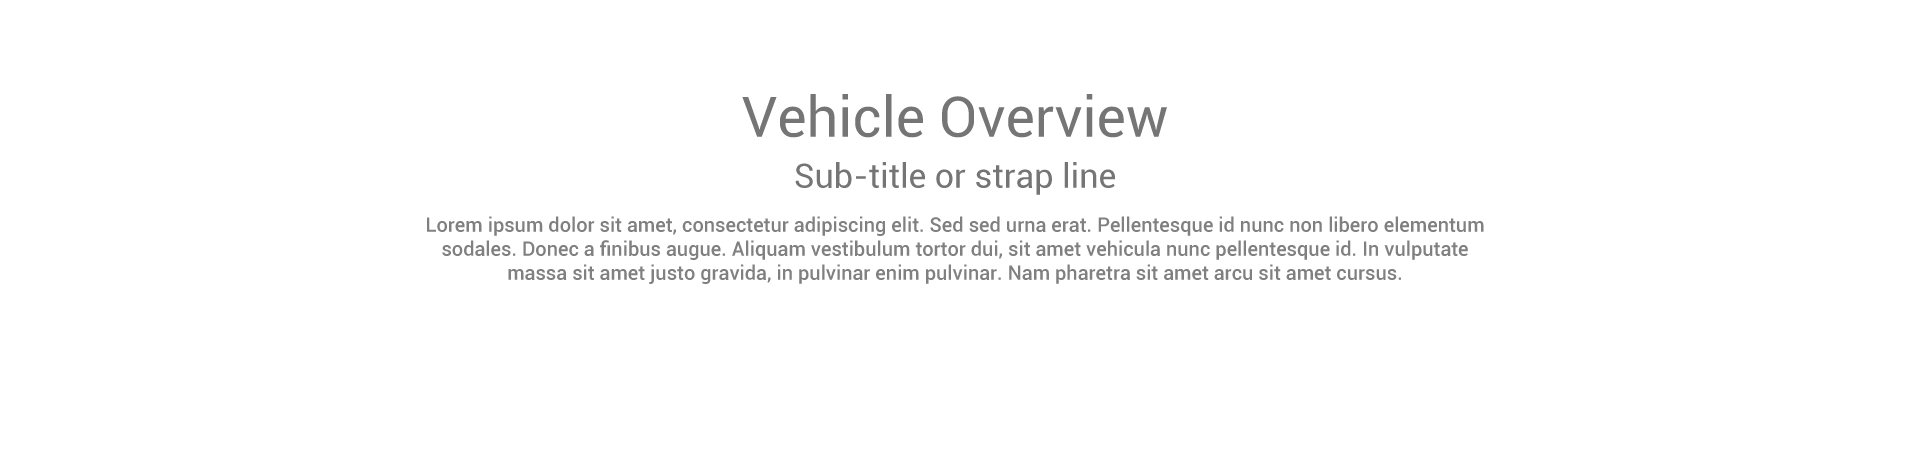 Vehicle Overview
Sub-title or strap line
Lorem ipsum dolor sit amet, consectetur adipiscing elit. Sed sed urna erat. Pellentesque id nunc non libero elementum
sodales. Donec a finibus augue. Aliquam vestibulum tortor dui, sit amet vehicula nunc pellentesque id. In vulputate
massa sit amet justo gravida, in pulvinar enim pulvinar. Nam pharetra sit amet arcu sit amet cursus.